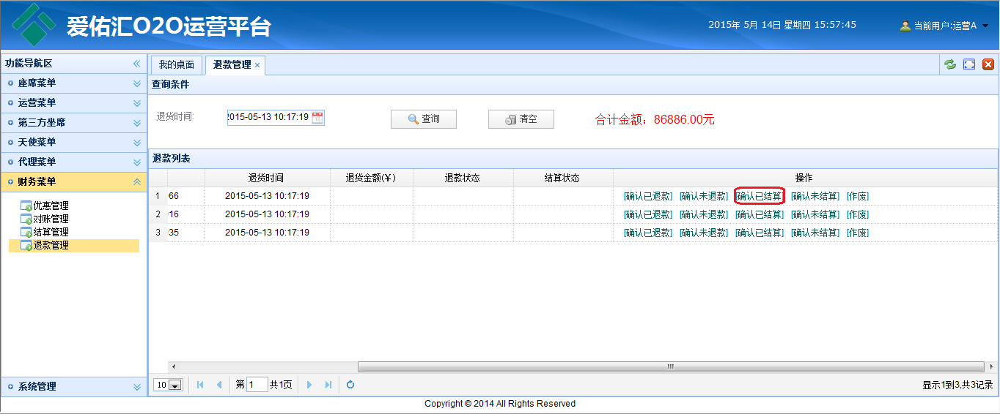 爱佑汇O2O运营平台
2015年 5月 14日 星期四 15:57:45 当前用户:运营A
功能导航区
座席菜单
运营菜单
第三方坐席
天使菜单
代理菜单
财务菜单
优惠管理
对账管理
结算管理
退款管理
系统管理
我的桌面 退款管理
查询条件
退货时间: 2015-05-13 10:17:19 查询 清空 合计金额：86886.00元
退款列表
退货时间 退货金额(￥) 退款状态 结算状态 操作
1 66 2015-05-13 10:17:19 [确认已退款] [确认未退款] [确认已结算] [确认未结算] [作废]
2 16 2015-05-13 10:17:19 [确认已退款] [确认未退款] [确认已结算] [确认未结算] [作废]
3 35 2015-05-13 10:17:19 [确认已退款] [确认未退款] [确认已结算] [确认未结算] [作废]
10 第 1 共1页 显示1到3,共3记录
Copyright © 2014 All Rights Reserved